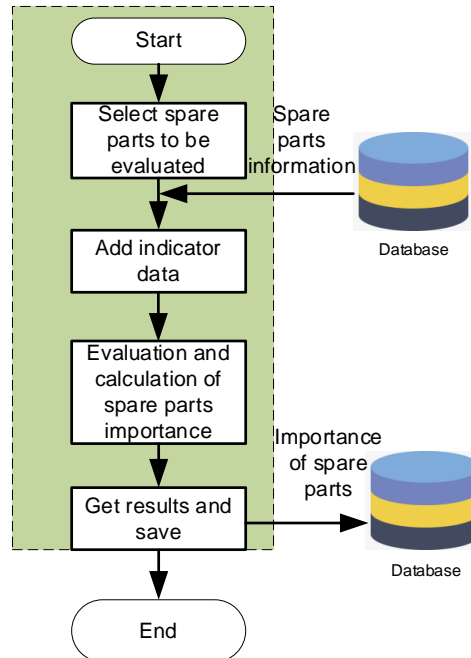 Start
Select spare
parts to be
evaluated
Spare
parts
information
Database
Add indicator
data
Evaluation and
calculation of
spare parts
importance
Importance
of spare
parts
Get results and
save
Database
End